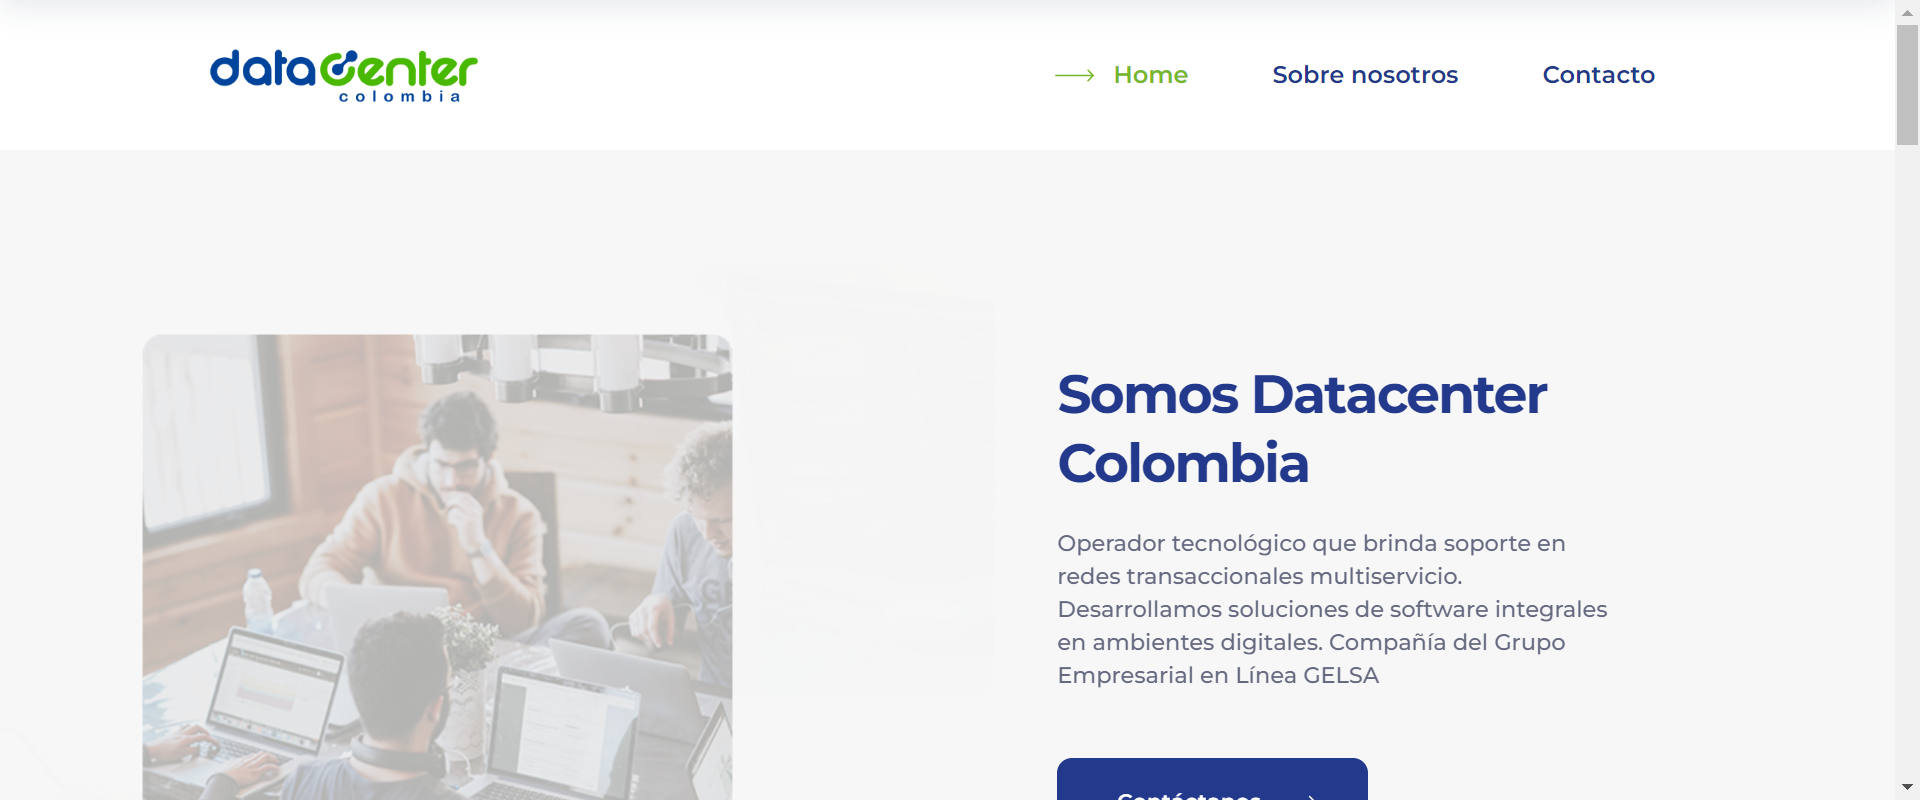 datacenter
colombia
Home
Sobre nosotros
Contacto
Somos Datacenter
Colombia
Operador tecnológico que brinda soporte en
redes transaccionales multiservicio.
Desarrollamos soluciones de software integrales
en ambientes digitales. Compañía del Grupo
Empresarial en Línea GELSA
Contáctenos